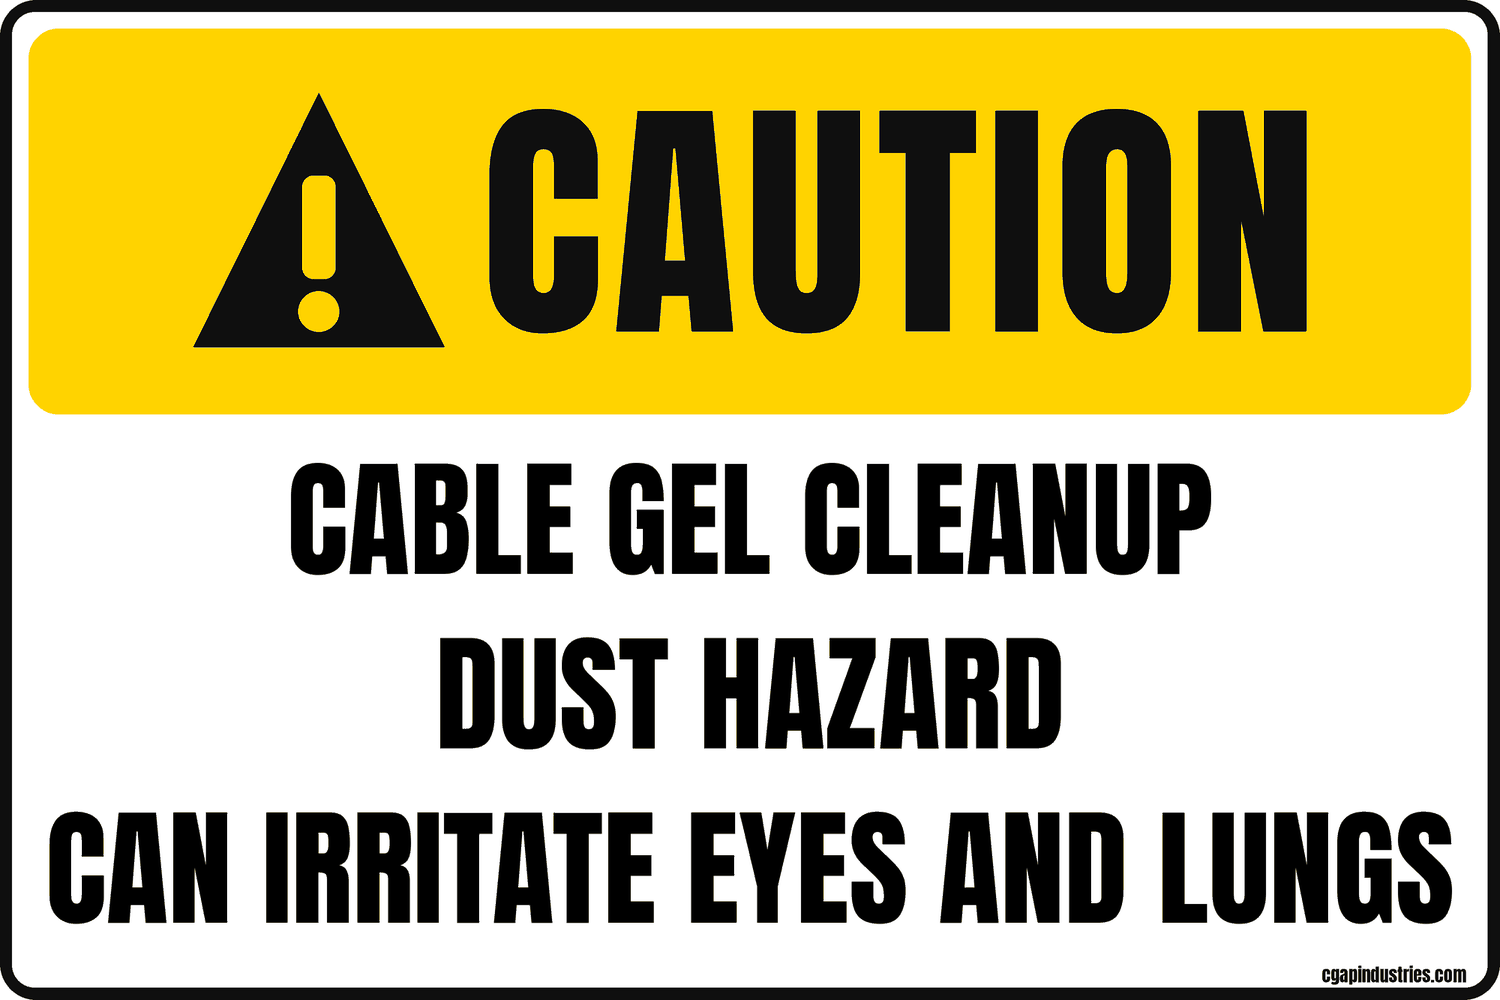 CAUTION
CABLE GEL CLEANUP
DUST HAZARD
CAN IRRITATE EYES AND LUNGS
cgapindustries.com